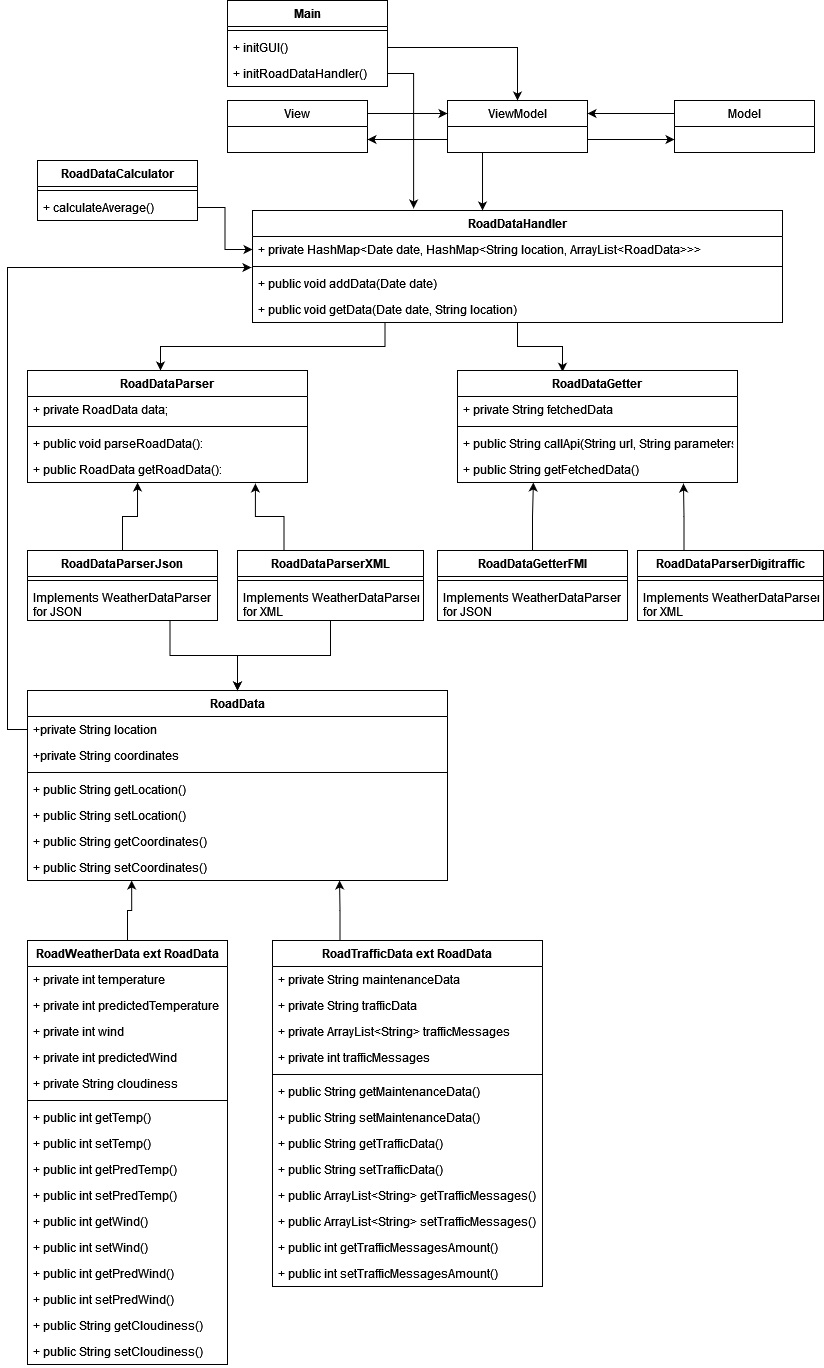 Main
+ initGUI()
+ initRoadDataHandler()
View
ViewModel
Model
RoadDataCalculator
+ calculateAverage()
RoadDataHandler
+ private HashMap<Date date, HashMap<String location, ArrayList<RoadData>>>
+ public void addData(Date date)
+ public void getData(Date date, String location)
RoadDataParser
+ private RoadData data;
+ public void parseRoadData():
+ public RoadData getRoadData():
RoadDataGetter
+ private String fetchedData
+ public String callApi(String url, String parameters
+ public String getFetchedData()
RoadDataParserJson
Implements WeatherDataParser
for JSON
RoadDataParserXML
Implements WeatherDataParser
for XML
RoadDataGetterFMI
Implements WeatherDataParser
for JSON
RoadDataParserDigitraffic
Implements WeatherDataParser
for XML
RoadData
+private String location
+private String coordinates
+ public String getLocation()
+ public String setLocation()
+ public String getCoordinates()
+ public String setCoordinates()
RoadWeatherData ext RoadData
+ private int temperature
+ private int predictedTemperature
+ private int wind
+ private int predictedWind
+ private String cloudiness
+ public int getTemp()
+ public int setTemp()
+ public int getPredTemp()
+ public int setPredTemp()
+ public int getWind()
+ public int setWind()
+ public int getPredWind()
+ public int setPredWind()
+ public String getCloudiness()
+ public String setCloudiness()
RoadTrafficData ext RoadData
+ private String maintenanceData
+ private String trafficData
+ private ArrayList<String> trafficMessages
+ private int trafficMessages
+ public String getMaintenanceData()
+ public String setMaintenanceData()
+ public String getTrafficData()
+ public String setTrafficData()
+ public ArrayList<String> getTrafficMessages()
+ public ArrayList<String> setTrafficMessages()
+ public int getTrafficMessagesAmount()
+ public int setTrafficMessagesAmount()